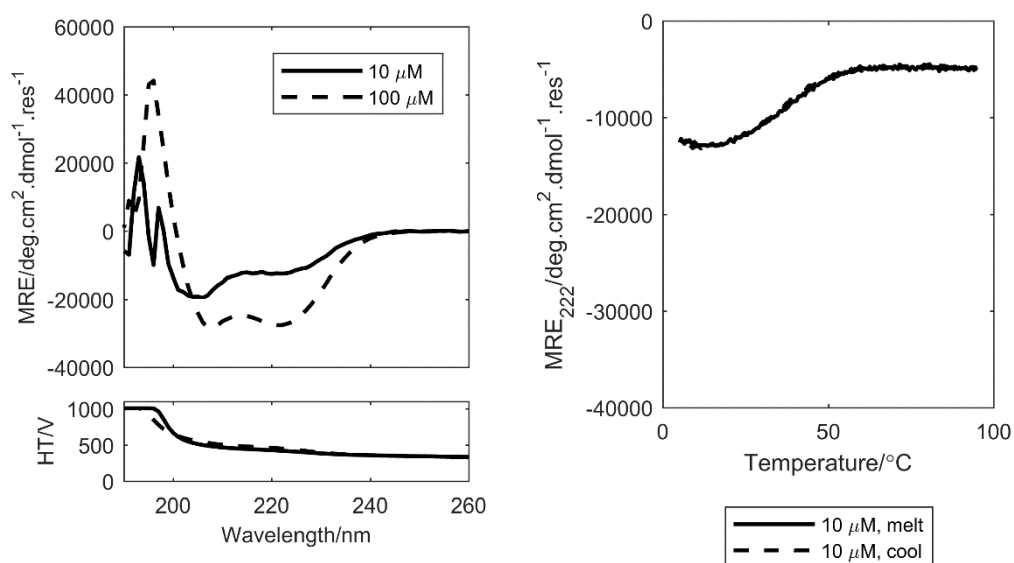 60000
40000
20000
0
-20000
-40000
MRE/deg.cm².dmol⁻¹.res⁻¹
10 μM
100 μM
1000
500
0
HT/V
200
220
240
260
Wavelength/nm
0
-10000
-20000
-30000
-40000
MRE₂₂₂/deg.cm².dmol⁻¹.res⁻¹
0
50
100
Temperature/°C
10 μM, melt
10 μM, cool